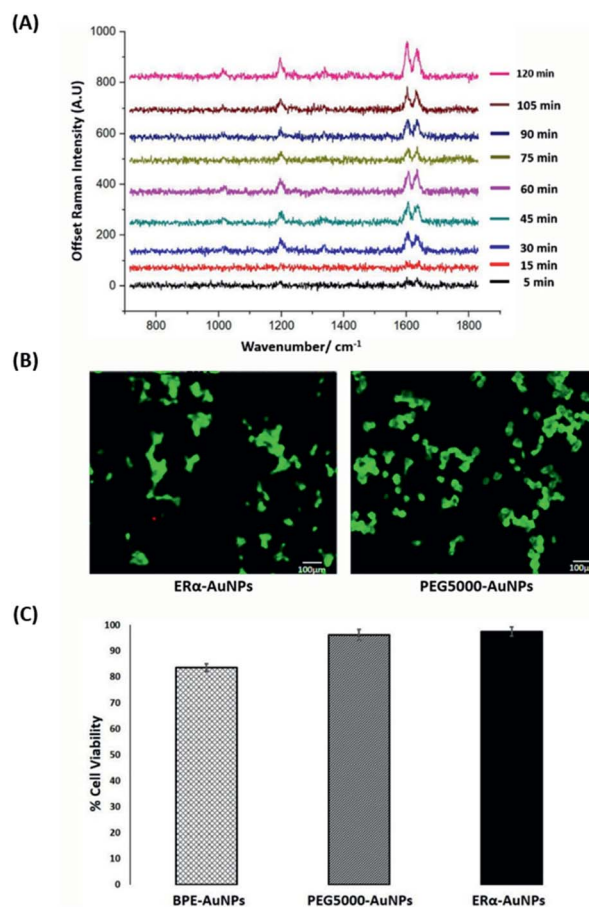 (A)
1000
800
600
400
200
0
Offset Raman Intensity (A.U)
120 min
105 min
90 min
75 min
60 min
45 min
30 min
15 min
5 min
800 1000 1200 1400 1600 1800
Wavenumber/ cm⁻¹
(B)
100μm
100μ
ERα-AuNPs PEG5000-AuNPs
(C)
100
90
80
70
60
50
40
30
20
10
0
% Cell Viability
BPE-AuNPs PEG5000-AuNPs ERα-AuNPs